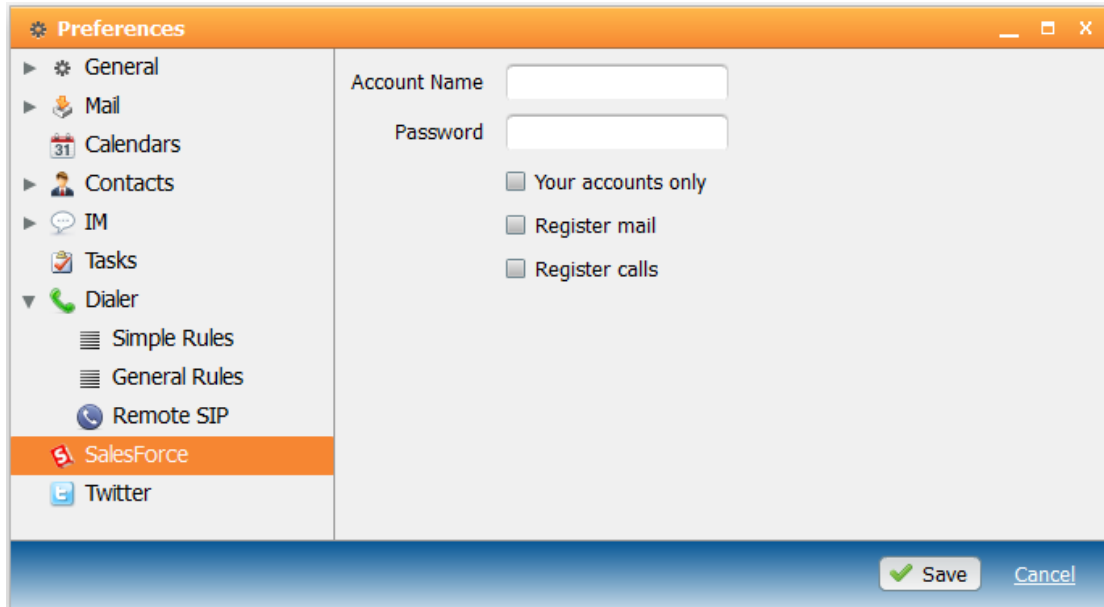 Preferences
General
Mail
31 Calendars
Contacts
IM
Tasks
Dialer
Simple Rules
General Rules
Remote SIP
SalesForce
Twitter
Account Name
Password
Your accounts only
Register mail
Register calls
Save
Cancel